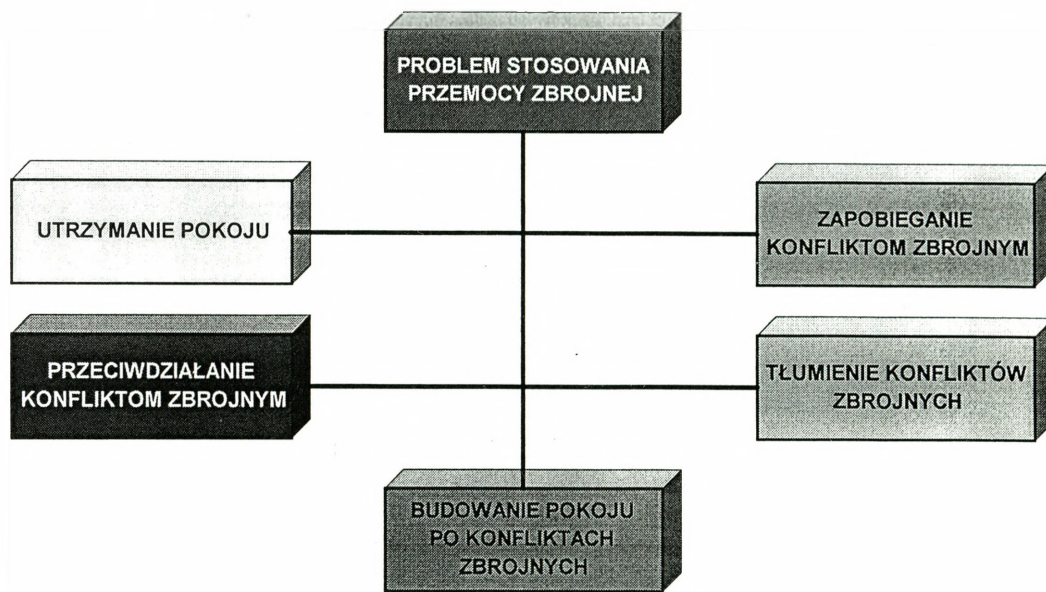 PROBLEM STOSOWANIA
PRZEMOCY ZBROJNEJ
UTRZYMANIE POKOJU
ZAPOBIEGANIE
KONFLIKTOM ZBROJNYM
PRZECIWDZIAŁANIE
KONFLIKTOM ZBROJNYM
TŁUMIENIE KONFLIKTÓW
ZBROJNYCH
BUDOWANIE POKOJU
PO KONFLIKTACH
ZBROJNYCH